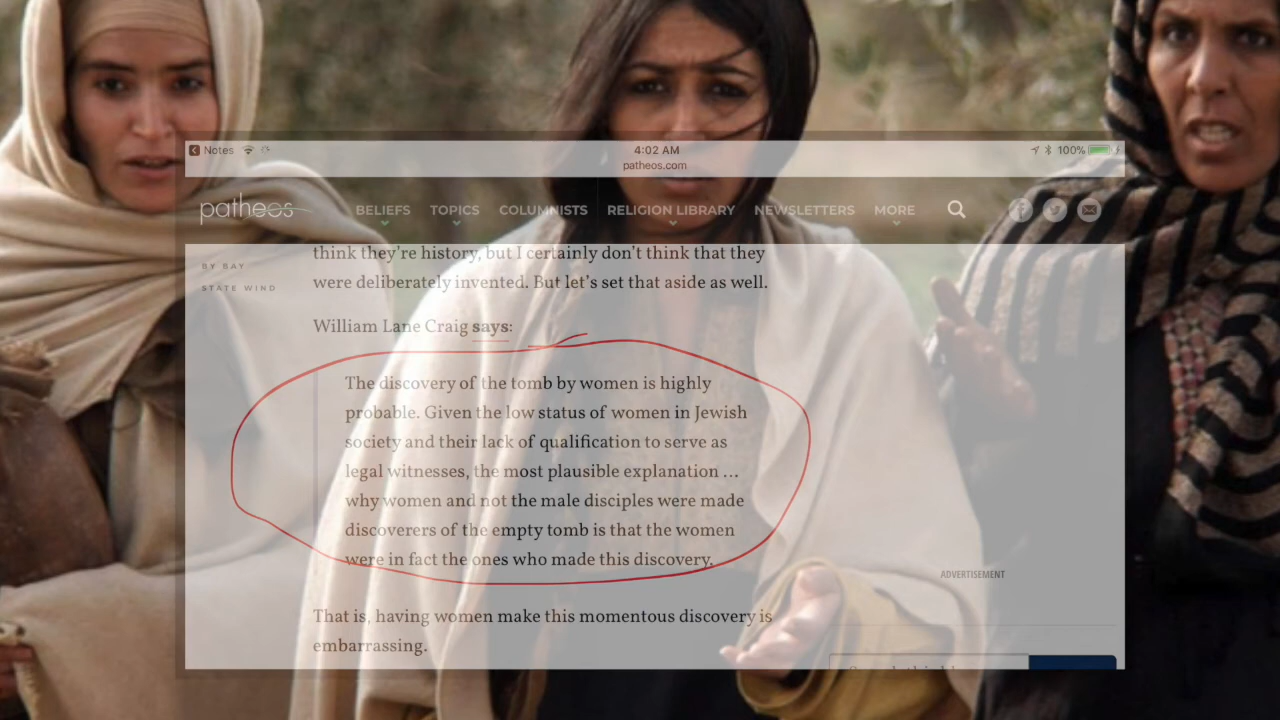 Notes
4:02 AM
100%
patheos.com
patheos
BELIEFS TOPICS COLUMNISTS RELIGION LIBRARY NEWSLETTERS MORE
BY BAY
STATE WIND
think they're history, but I certainly don't think that they
were deliberately invented. But let's set that aside as well.
William Lane Craig says:
The discovery of the tomb by women is highly
probable. Given the low status of women in Jewish
society and their lack of qualification to serve as
legal witnesses, the most plausible explanation …
why women and not the male disciples were made
discoverers of the empty tomb is that the women
were in fact the ones who made this discovery.
ADVERTISEMENT
That is, having women make this momentous discovery is
embarrassing.